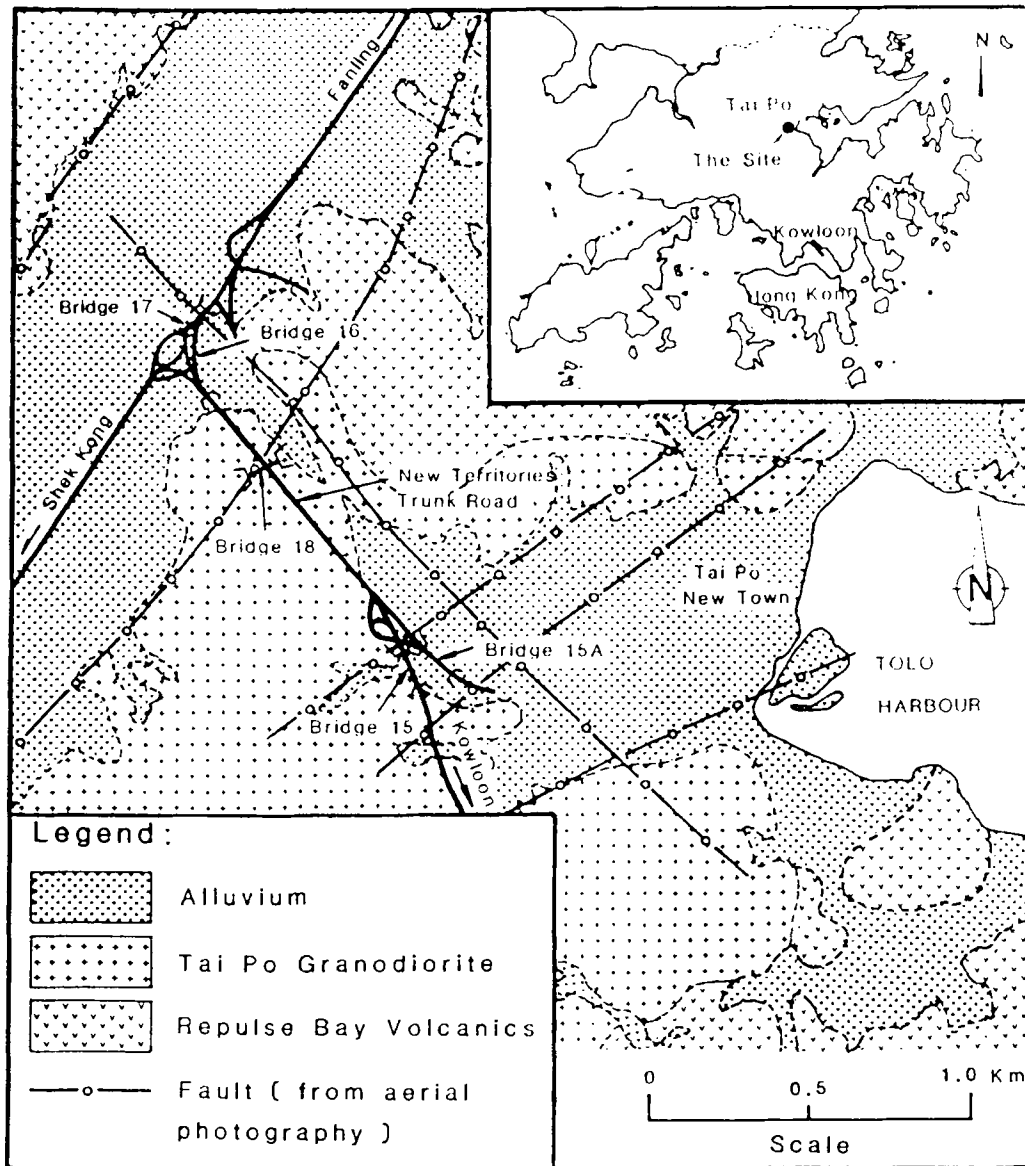 Fanling
N
Tai Po
The Site
Kowloon
Hong Kong
Bridge 17
Bridge 16
Shek Kong
New Territories
Trunk Road
Bridge 18
Tai Po
New Town
N
Bridge 15A
TOLO
HARBOUR
Bridge 15
Kowloon
Legend :
Alluvium
Tai Po Granodiorite
Repulse Bay Volcanics
Fault ( from aerial
photography )
0 0.5 1.0 Km
Scale